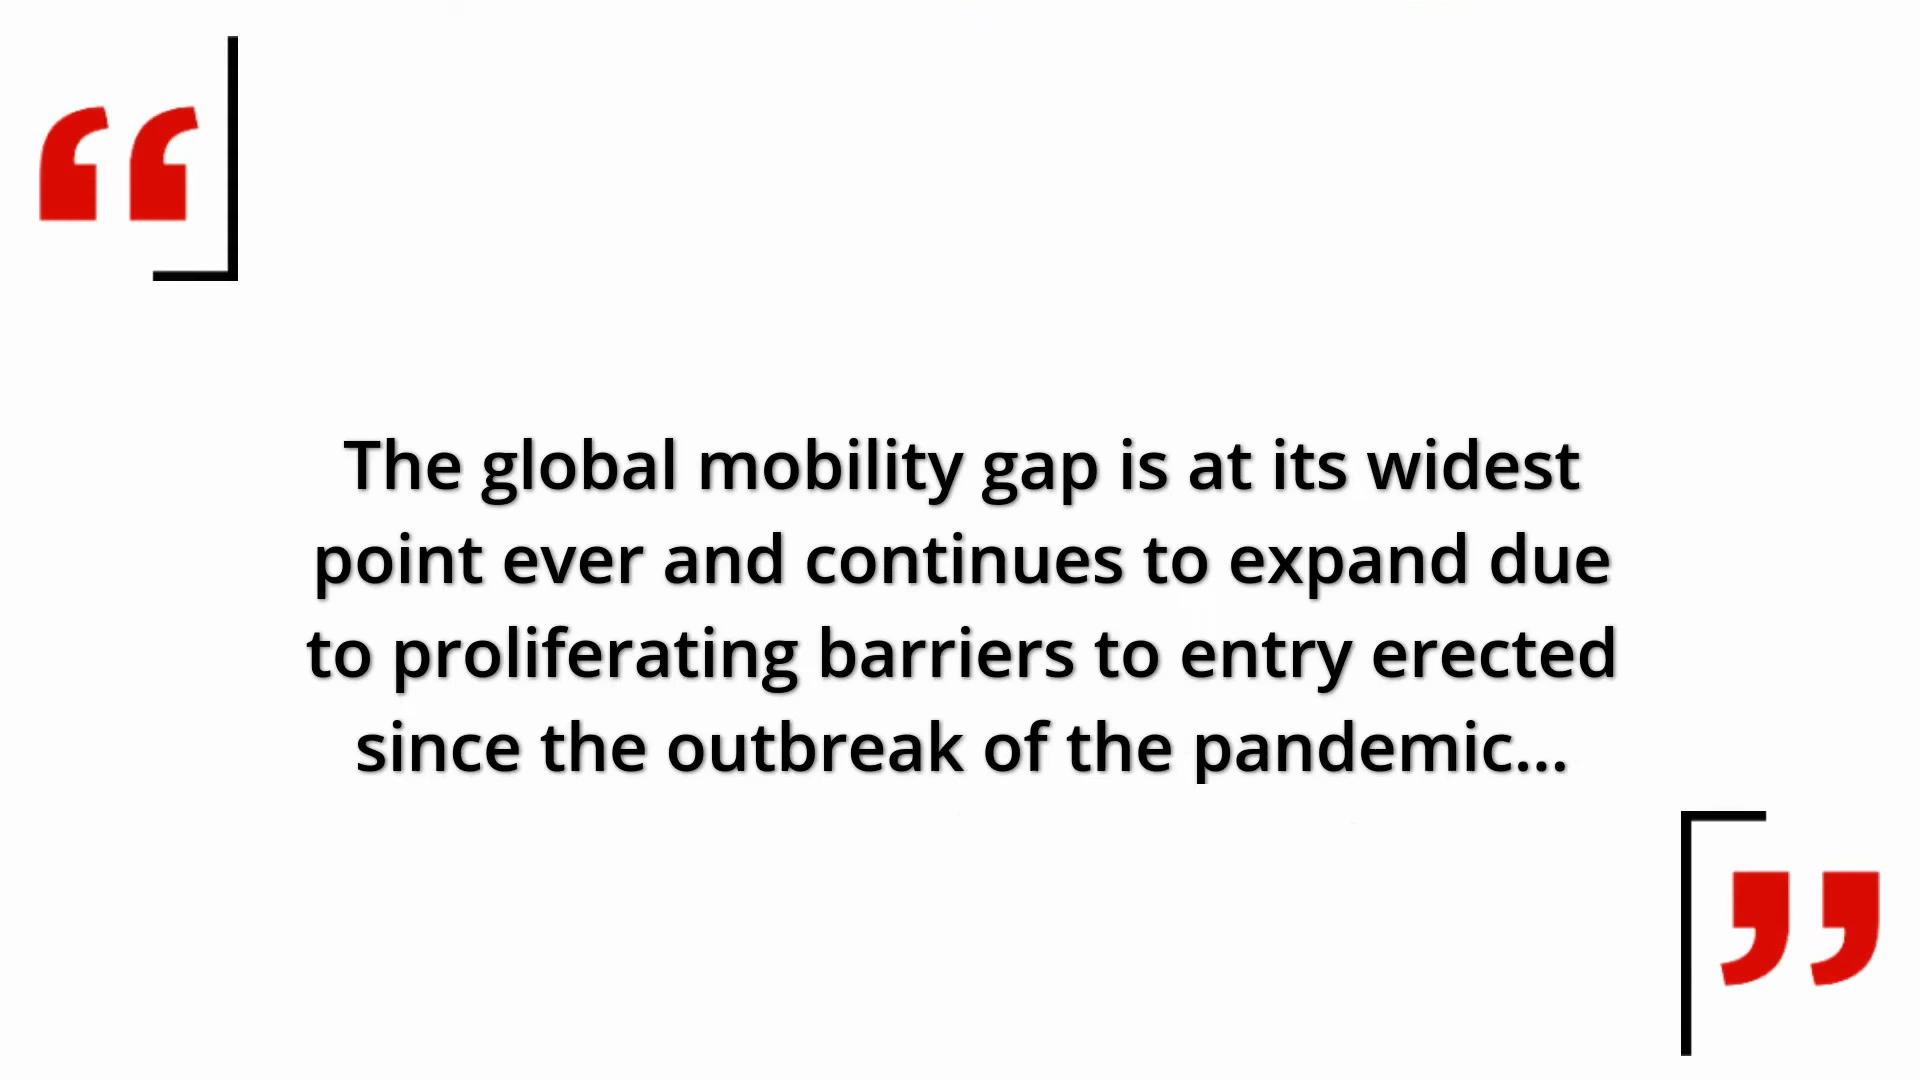 “
The global mobility gap is at its widest
point ever and continues to expand due
to proliferating barriers to entry erected
since the outbreak of the pandemic...
”